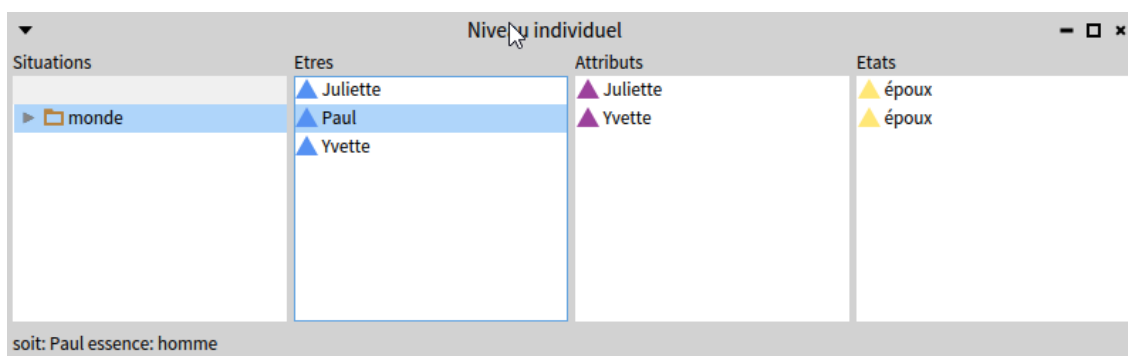 Niveau individuel
Situations Etres Attributs Etats
Juliette Juliette époux
monde Paul Yvette époux
Yvette
soit: Paul essence: homme